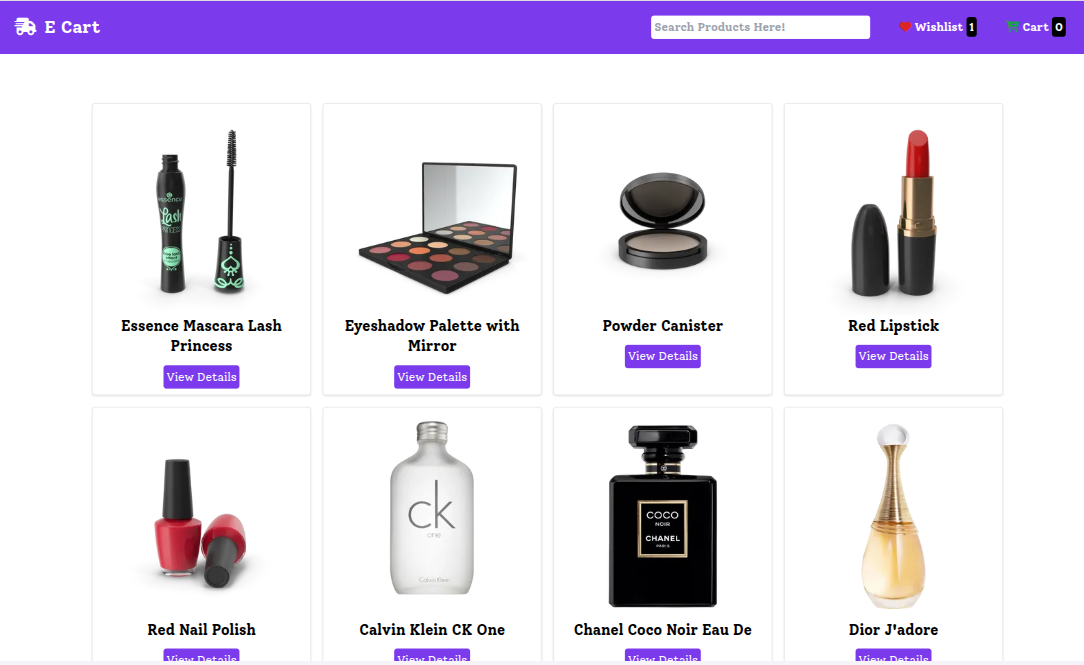 E Cart
Search Products Here!
Wishlist 1
Cart 0
essence
Lash
PRINCESS
Essence Mascara Lash
Princess
View Details
Eyeshadow Palette with
Mirror
View Details
Powder Canister
View Details
Red Lipstick
View Details
Red Nail Polish
View Details
ck
one
Calvin Klein
Calvin Klein CK One
View Details
COCO
NOIR
CHANEL
PARIS
Chanel Coco Noir Eau De
View Details
Dior J'adore
View Details